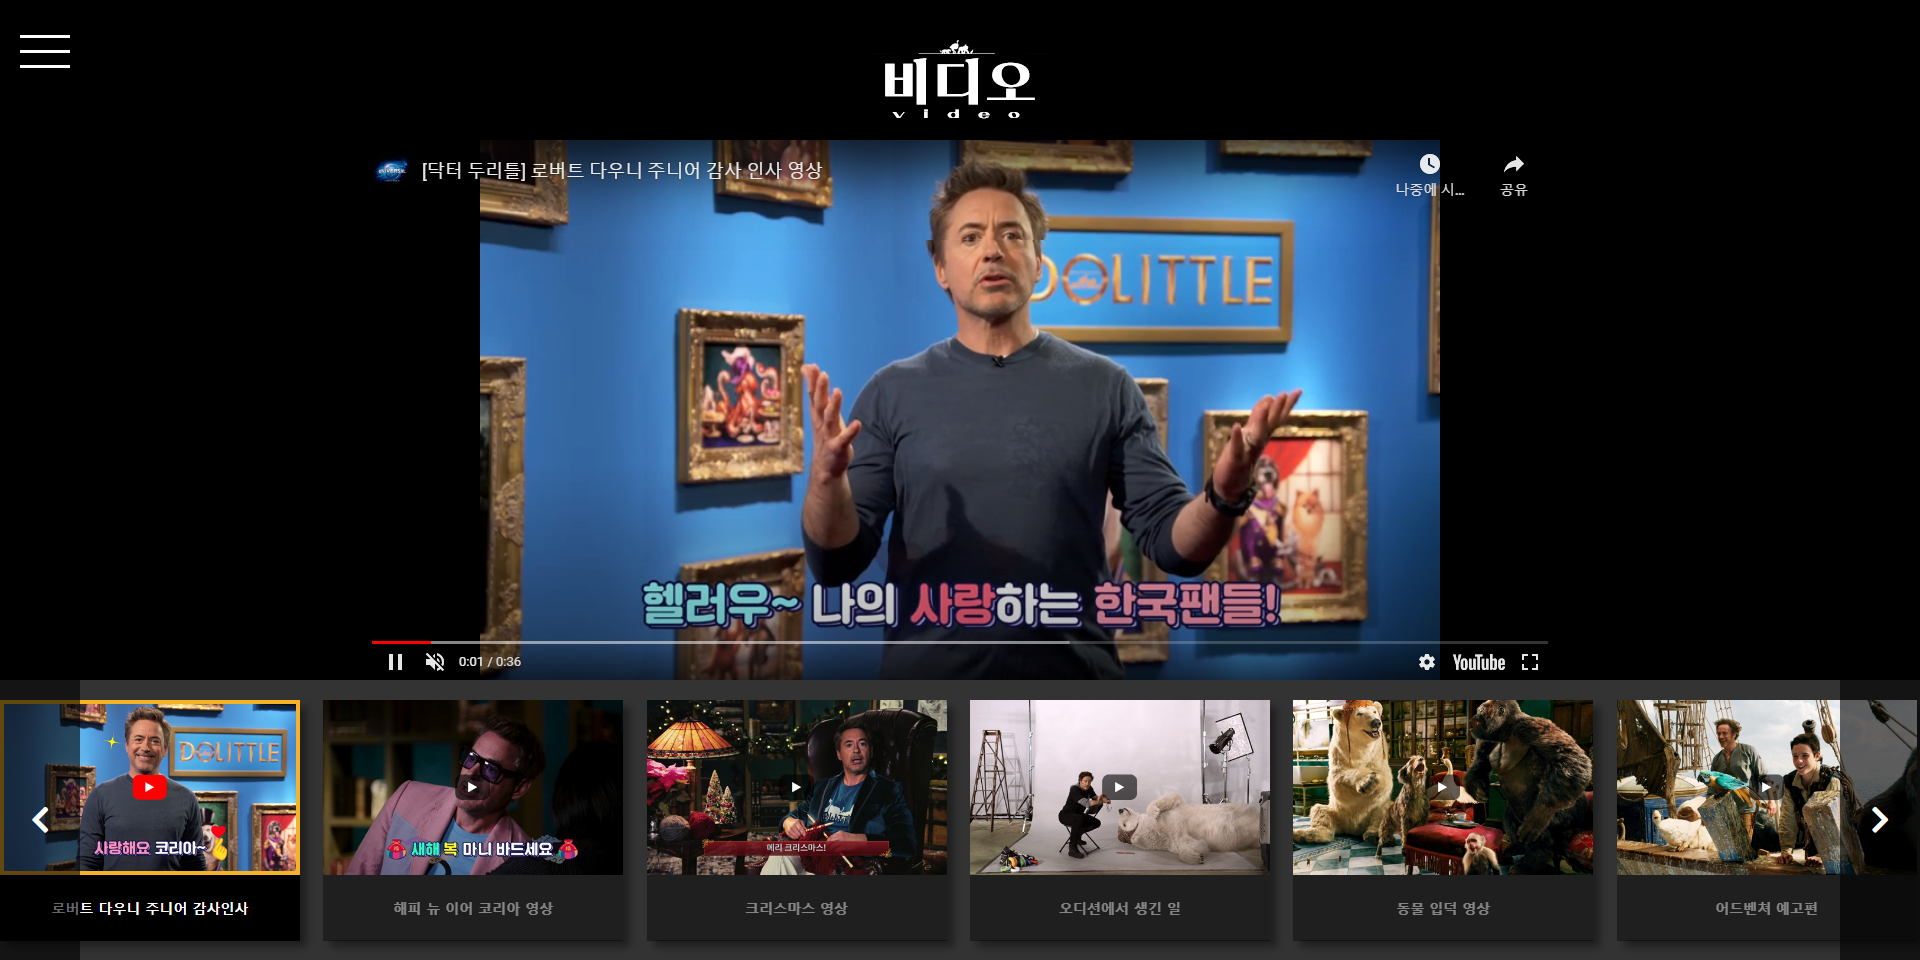 비디오
video
[닥터 두리틀] 로버트 다우니 주니어 감사 인사 영상
나중에 시...
공유
UNIVERSAL
DOLITTLE
헬러우~ 나의 사랑하는 한국팬들!
0:01 / 0:36
YouTube
DOLITTLE
사랑해요 코리아~
새해 복 마니 바드세요
메리 크리스마스!
로버트 다우니 주니어 감사인사
해피 뉴 이어 코리아 영상
크리스마스 영상
오디션에서 생긴 일
동물 입덕 영상
어드벤쳐 예고편